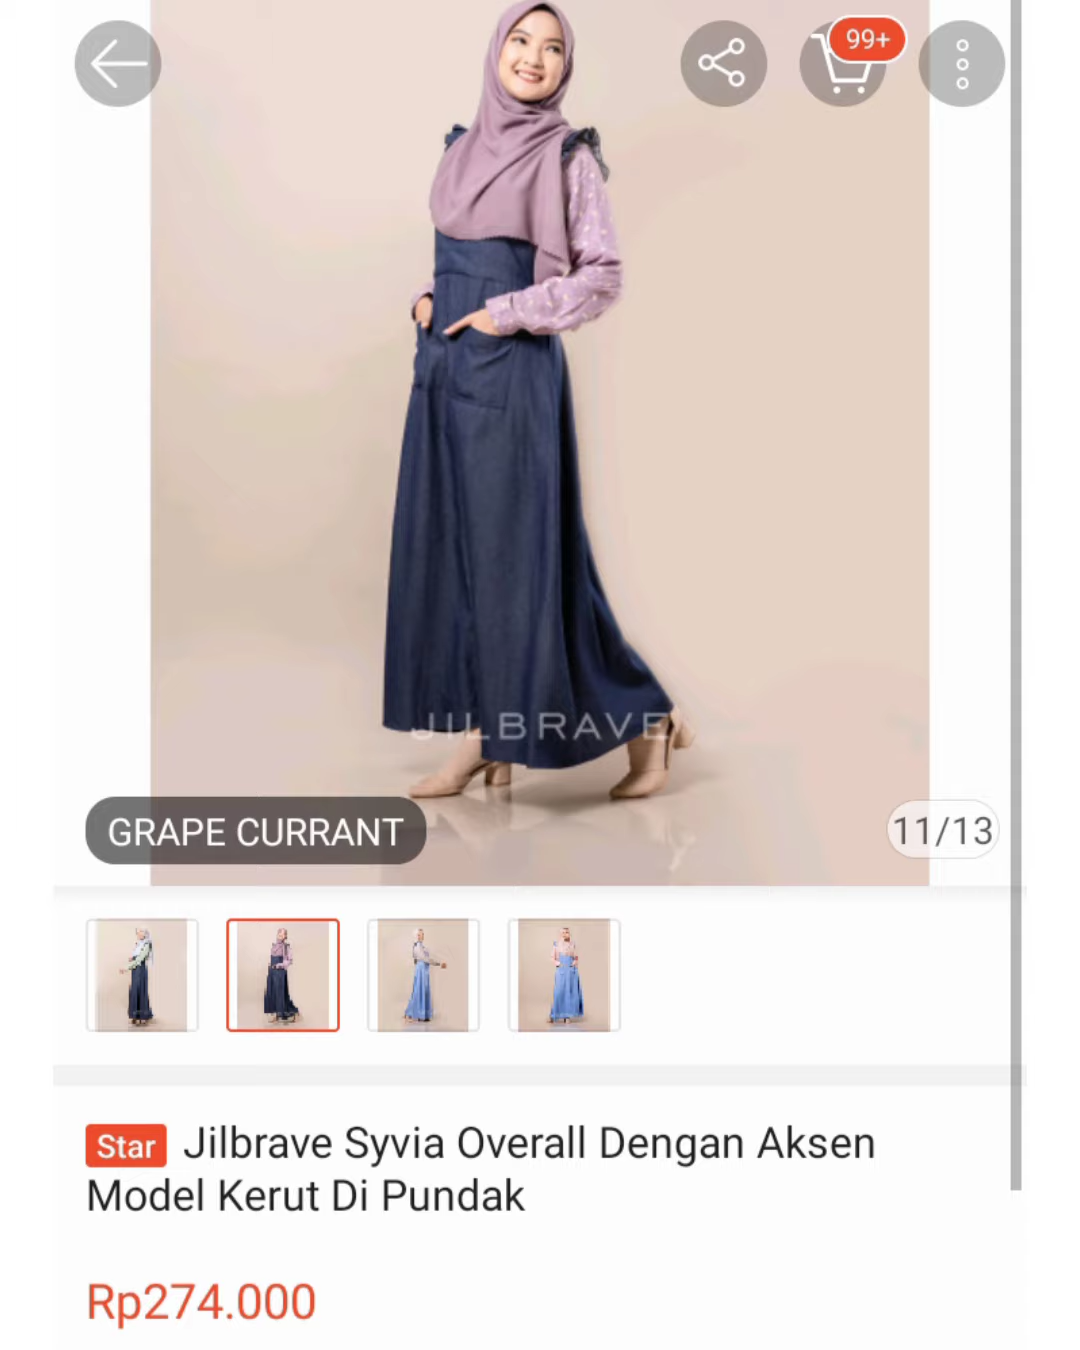 99+
JILBRAVE
GRAPE CURRANT
11/13
Star Jilbrave Syvia Overall Dengan Aksen
Model Kerut Di Pundak
Rp274.000